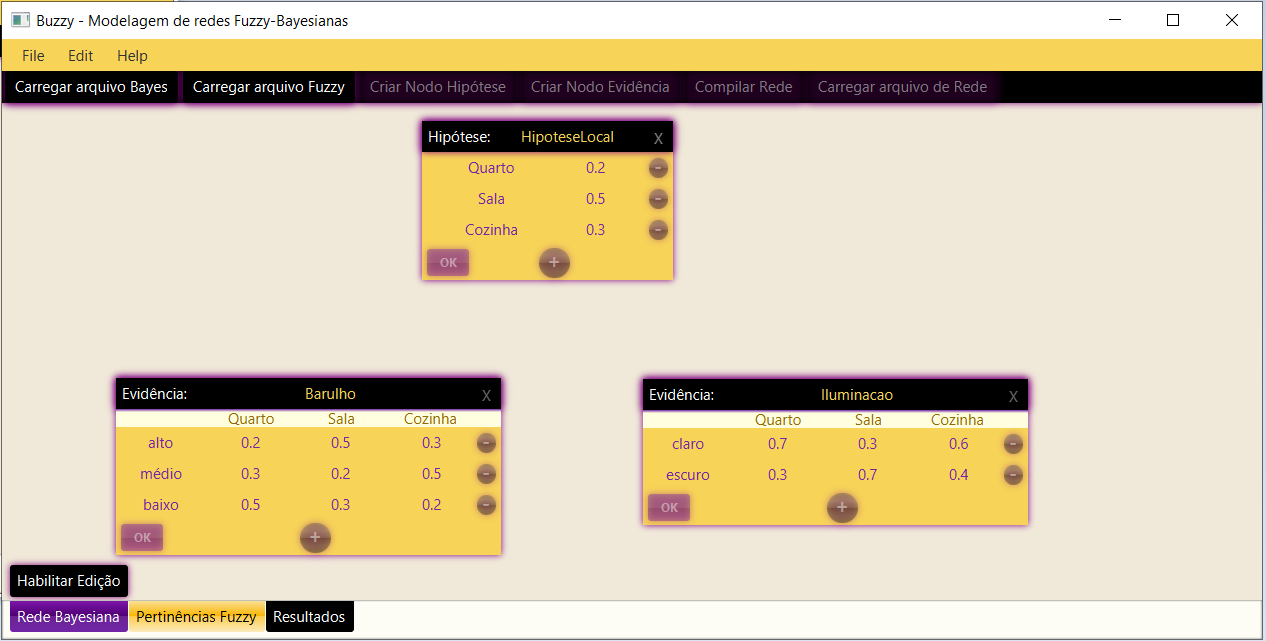 Buzzy - Modelagem de redes Fuzzy-Bayesianas
File Edit Help
Carregar arquivo Bayes Carregar arquivo Fuzzy Criar Nodo Hipótese Criar Nodo Evidência Compilar Rede Carregar arquivo de Rede
Hipótese: HipoteseLocal X
Quarto 0.2 -
Sala 0.5 -
Cozinha 0.3 -
OK +
Evidência: Barulho X
Quarto Sala Cozinha
alto 0.2 0.5 0.3 -
médio 0.3 0.2 0.5 -
baixo 0.5 0.3 0.2 -
OK +
Evidência: Iluminacao X
Quarto Sala Cozinha
claro 0.7 0.3 0.6 -
escuro 0.3 0.7 0.4 -
OK +
Habilitar Edição
Rede Bayesiana Pertinências Fuzzy Resultados